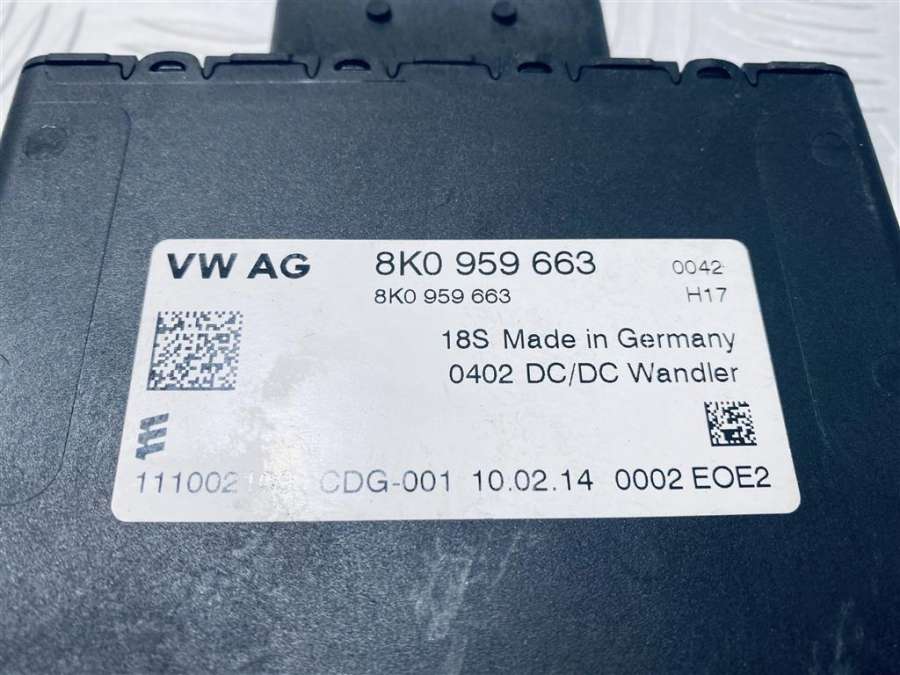 VW AG 8K0 959 663 0042
8K0 959 663 H17
18S Made in Germany
0402 DC/DC Wandler
CDG-001 10.02.14 0002 EOE2